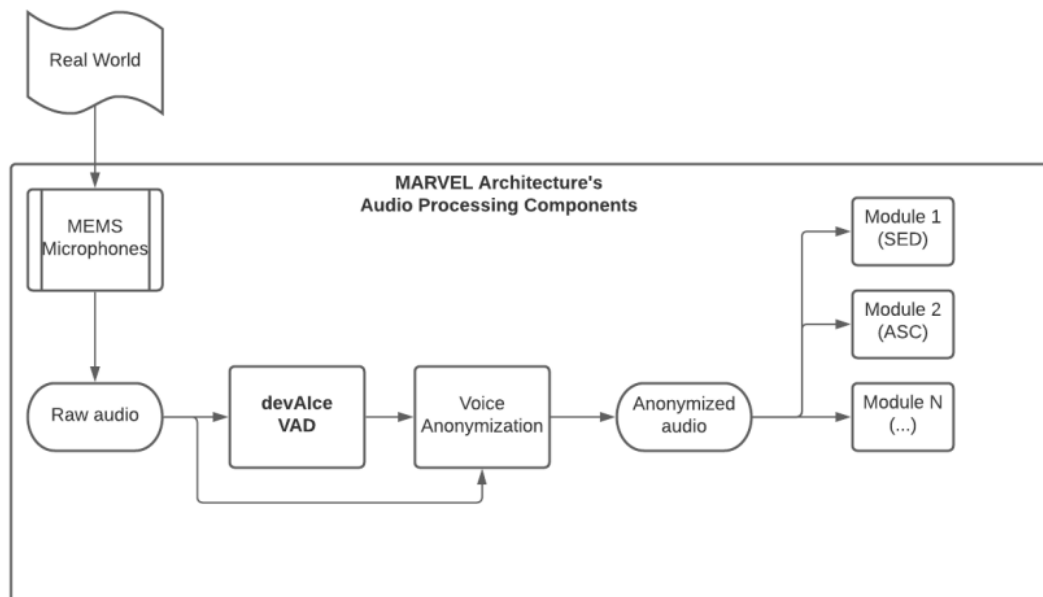 Real World
MARVEL Architecture's
Audio Processing Components
MEMS
Microphones
Module 1
(SED)
Module 2
(ASC)
Raw audio
devAIce
VAD
Voice
Anonymization
Anonymized
audio
Module N
(...)